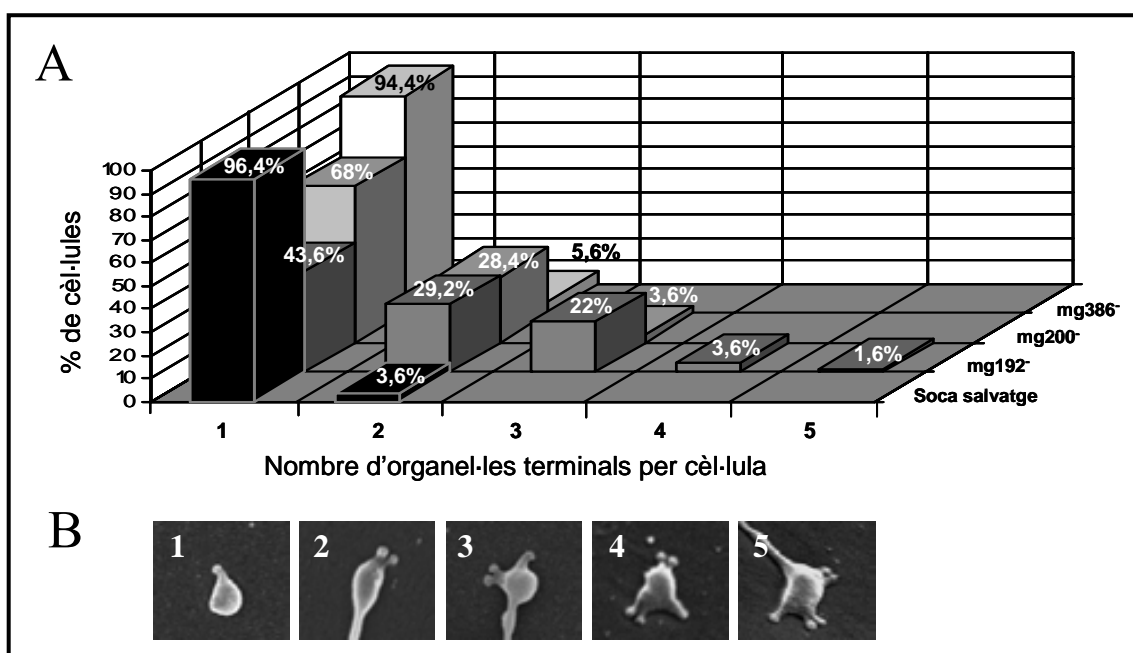 A
% de cèl·lules
100
90
80
70
60
50
40
30
20
10
0
96,4%
43,6%
68%
94,4%
3,6%
29,2%
28,4%
5,6%
22%
3,6%
3,6%
1,6%
mg386-
mg200-
mg192-
Soca salvatge
1 2 3 4 5
Nombre d'organel·les terminals per cèl·lula
B
1 2 3 4 5